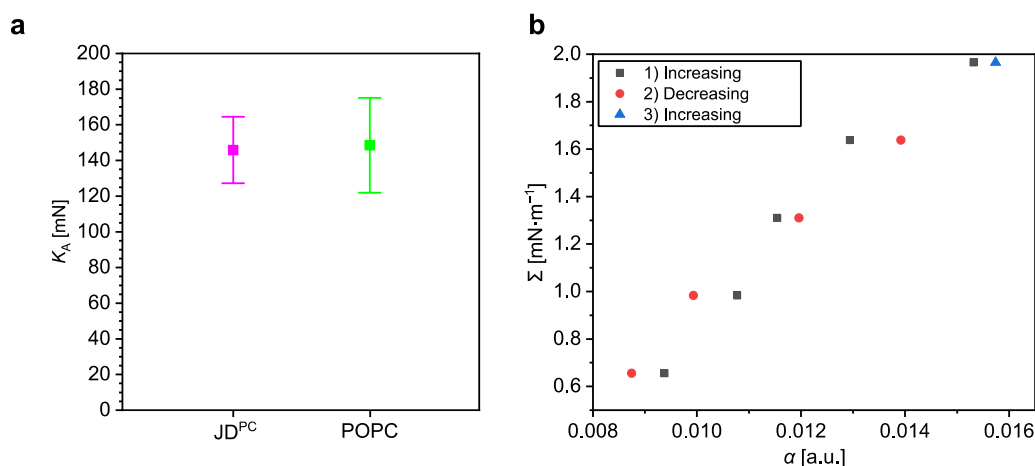 a
200
180
160
140
120
100
80
60
40
20
0
K_A [mN]
JD^PC
POPC
b
1) Increasing
2) Decreasing
3) Increasing
2.0
1.8
1.6
1.4
1.2
1.0
0.8
0.6
Σ [mN·m⁻¹]
0.008 0.010 0.012 0.014 0.016
α [a.u.]